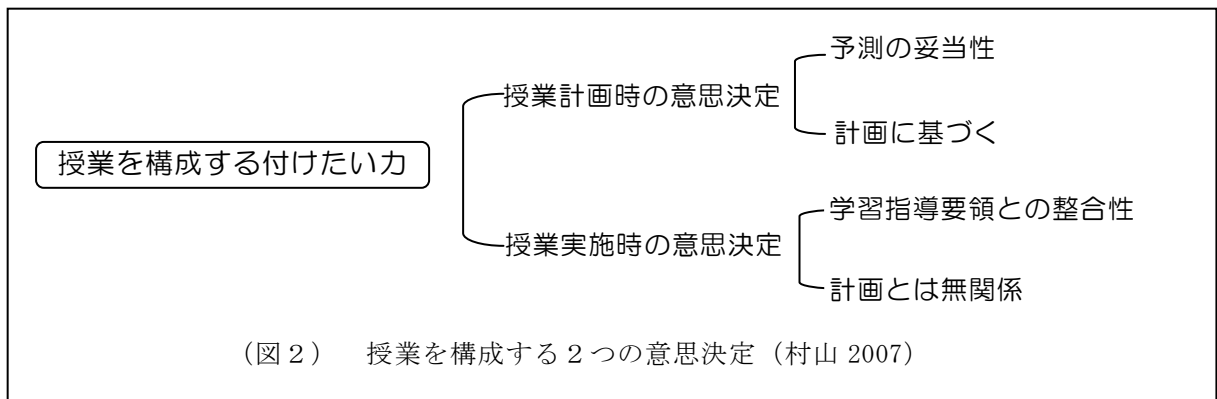 予測の妥当性
授業計画時の意思決定
計画に基づく
授業を構成する付けたい力
学習指導要領との整合性
授業実施時の意思決定
計画とは無関係
（図２）　授業を構成する２つの意思決定（村山 2007）